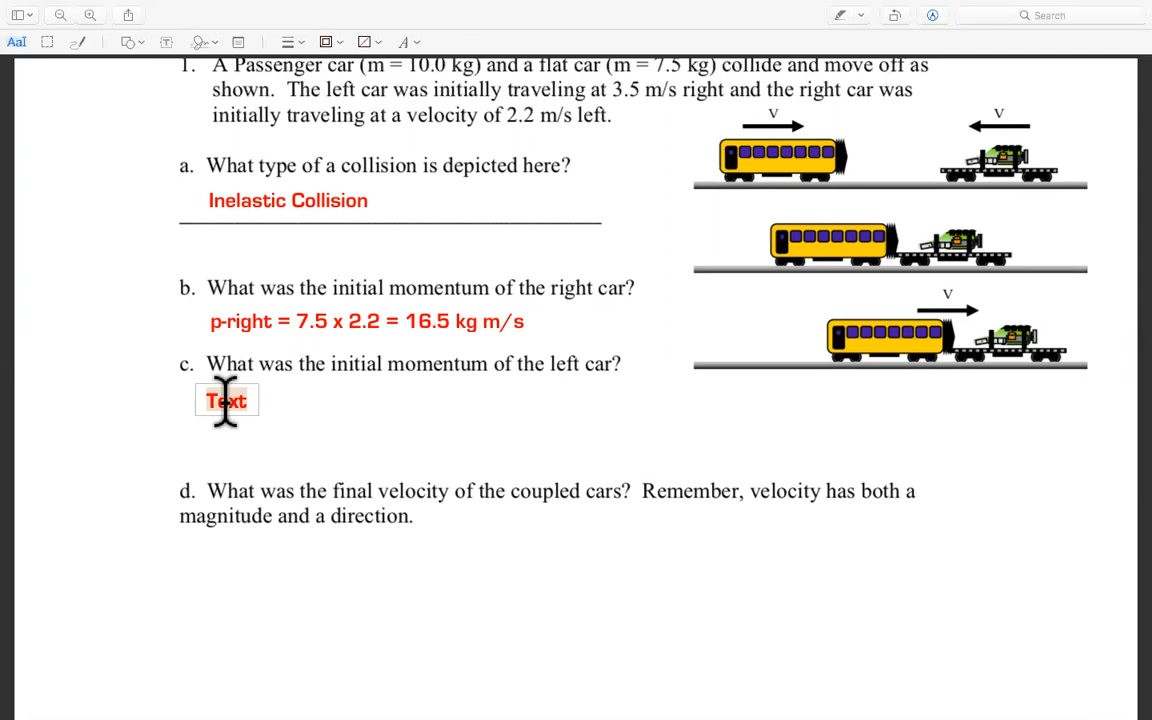 Search
AaI
A
1. A Passenger car (m = 10.0 kg) and a flat car (m = 7.5 kg) collide and move off as
shown. The left car was initially traveling at 3.5 m/s right and the right car was
initially traveling at a velocity of 2.2 m/s left.
V
V
a. What type of a collision is depicted here?
Inelastic Collision
b. What was the initial momentum of the right car?
V
p-right = 7.5 x 2.2 = 16.5 kg m/s
c. What was the initial momentum of the left car?
Text
d. What was the final velocity of the coupled cars? Remember, velocity has both a
magnitude and a direction.